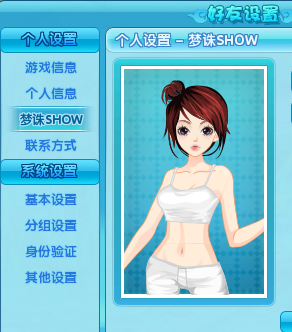 好友设置
个人设置
个人设置 - 梦诛SHOW
游戏信息
个人信息
梦诛SHOW
联系方式
系统设置
基本设置
分组设置
身份验证
其他设置